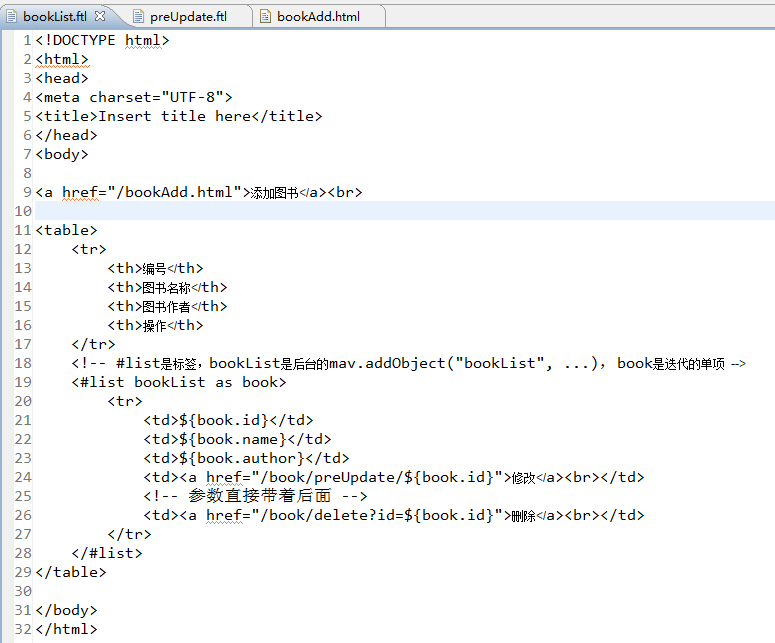 bookList.ftl preUpdate.ftl bookAdd.html
1 <!DOCTYPE html>
2 <html>
3 <head>
4 <meta charset="UTF-8">
5 <title>Insert title here</title>
6 </head>
7 <body>
8
9 <a href="/bookAdd.html">添加图书</a><br>
10
11 <table>
12     <tr>
13         <th>编号</th>
14         <th>图书名称</th>
15         <th>图书作者</th>
16         <th>操作</th>
17     </tr>
18     <!-- #list是标签，bookList是后台的mav.addObject("bookList", ...)，book是迭代的单项 -->
19     <#list bookList as book>
20         <tr>
21             <td>${book.id}</td>
22             <td>${book.name}</td>
23             <td>${book.author}</td>
24             <td><a href="/book/preUpdate/${book.id}">修改</a><br></td>
25             <!-- 参数直接带着后面 -->
26             <td><a href="/book/delete?id=${book.id}">删除</a><br></td>
27         </tr>
28     </#list>
29 </table>
30
31 </body>
32 </html>